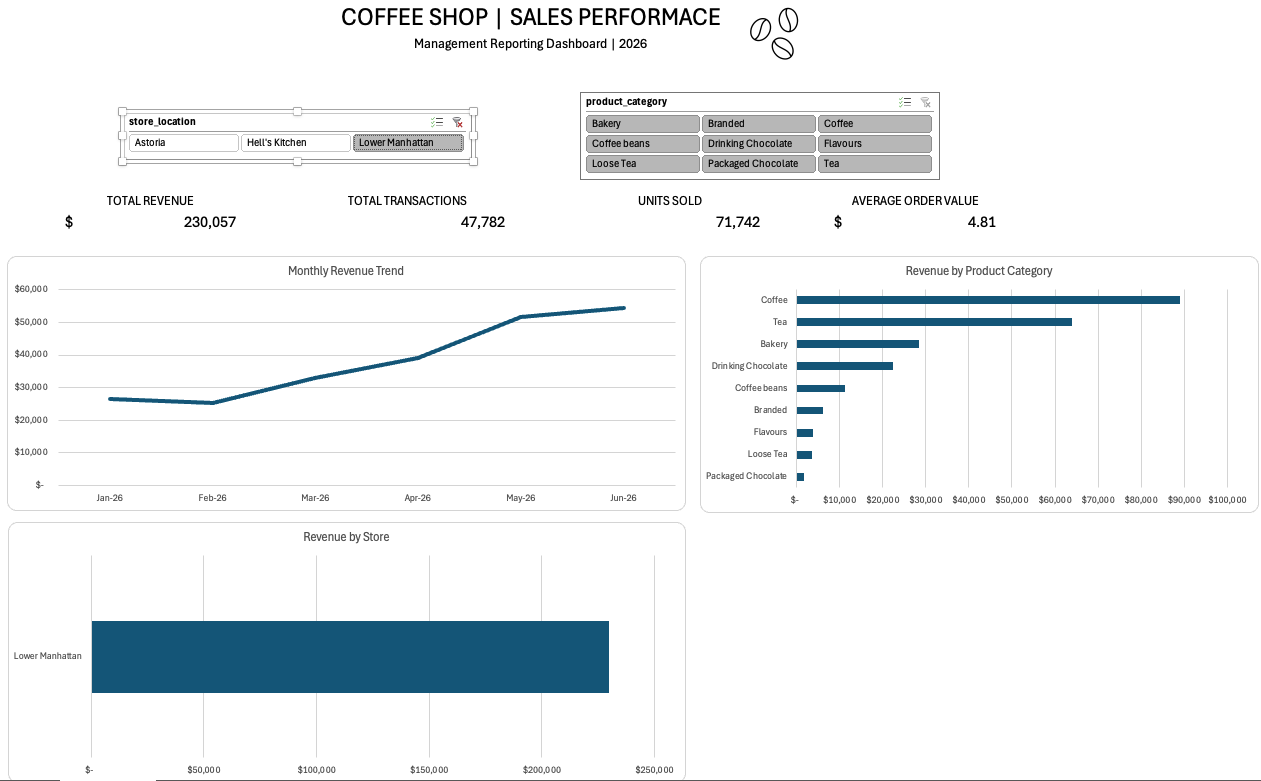 COFFEE SHOP | SALES PERFORMACE
Management Reporting Dashboard | 2026
store_location
Astoria Hell's Kitchen Lower Manhattan
product_category
Bakery Branded Coffee
Coffee beans Drinking Chocolate Flavours
Loose Tea Packaged Chocolate Tea
TOTAL REVENUE TOTAL TRANSACTIONS UNITS SOLD AVERAGE ORDER VALUE
$ 230,057 47,782 71,742 $ 4.81
Monthly Revenue Trend
$60,000
$50,000
$40,000
$30,000
$20,000
$10,000
$-
Jan-26 Feb-26 Mar-26 Apr-26 May-26 Jun-26
Revenue by Product Category
Coffee
Tea
Bakery
Drinking Chocolate
Coffee beans
Branded
Flavours
Loose Tea
Packaged Chocolate
$- $10,000 $20,000 $30,000 $40,000 $50,000 $60,000 $70,000 $80,000 $90,000 $100,000
Revenue by Store
Lower Manhattan
$- $50,000 $100,000 $150,000 $200,000 $250,000